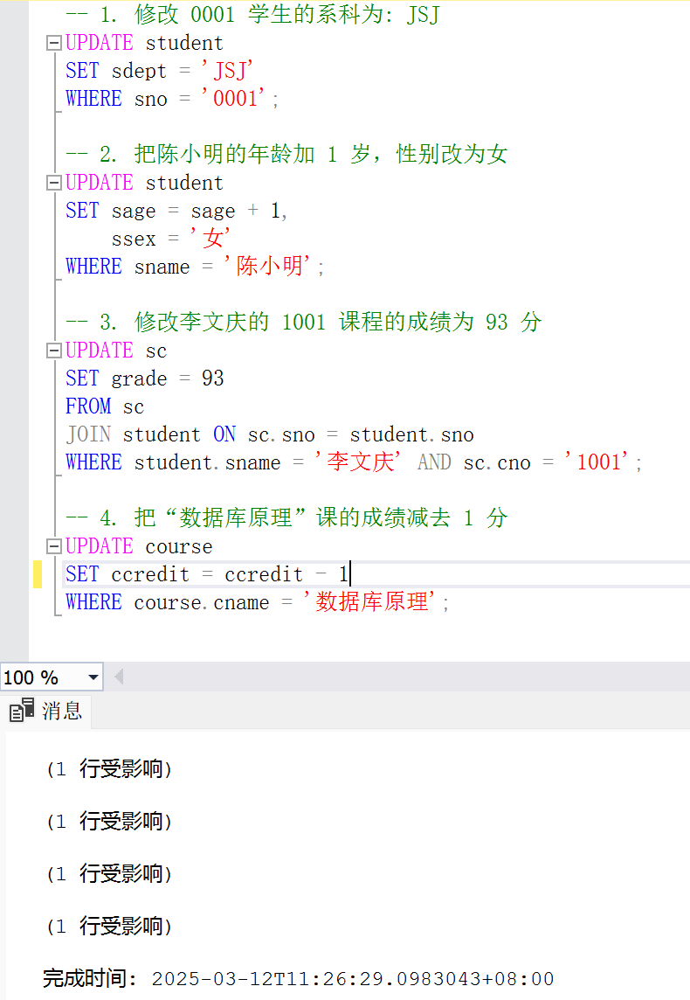 -- 1. 修改 0001 学生的系科为: JSJ
UPDATE student
SET sdept = 'JSJ'
WHERE sno = '0001';
-- 2. 把陈小明的年龄加 1 岁，性别改为女
UPDATE student
SET sage = sage + 1,
    ssex = '女'
WHERE sname = '陈小明';
-- 3. 修改李文庆的 1001 课程的成绩为 93 分
UPDATE sc
SET grade = 93
FROM sc
JOIN student ON sc.sno = student.sno
WHERE student.sname = '李文庆' AND sc.cno = '1001';
-- 4. 把“数据库原理”课的成绩减去 1 分
UPDATE course
SET ccredit = ccredit - 1
WHERE course.cname = '数据库原理';
100 %
消息
(1 行受影响)
(1 行受影响)
(1 行受影响)
(1 行受影响)
完成时间: 2025-03-12T11:26:29.0983043+08:00